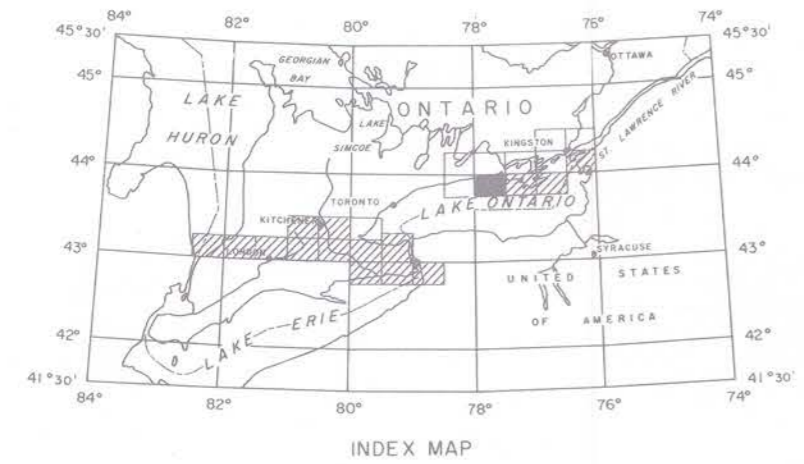 84° 82° 80° 78° 76° 74°
45°30' 45°30'
GEORGIAN
BAY
OTTAWA
45° 45°
LAKE
HURON
ONTARIO
LAKE
SIMCOE
KINGSTON
ST. LAWRENCE RIVER
44° 44°
TORONTO
LAKE ONTARIO
KITCHENER
43° 43°
LONDON
SYRACUSE
UNITED STATES
OF AMERICA
LAKE ERIE
42° 42°
41°30' 41°30'
84° 82° 80° 78° 76° 74°
INDEX MAP